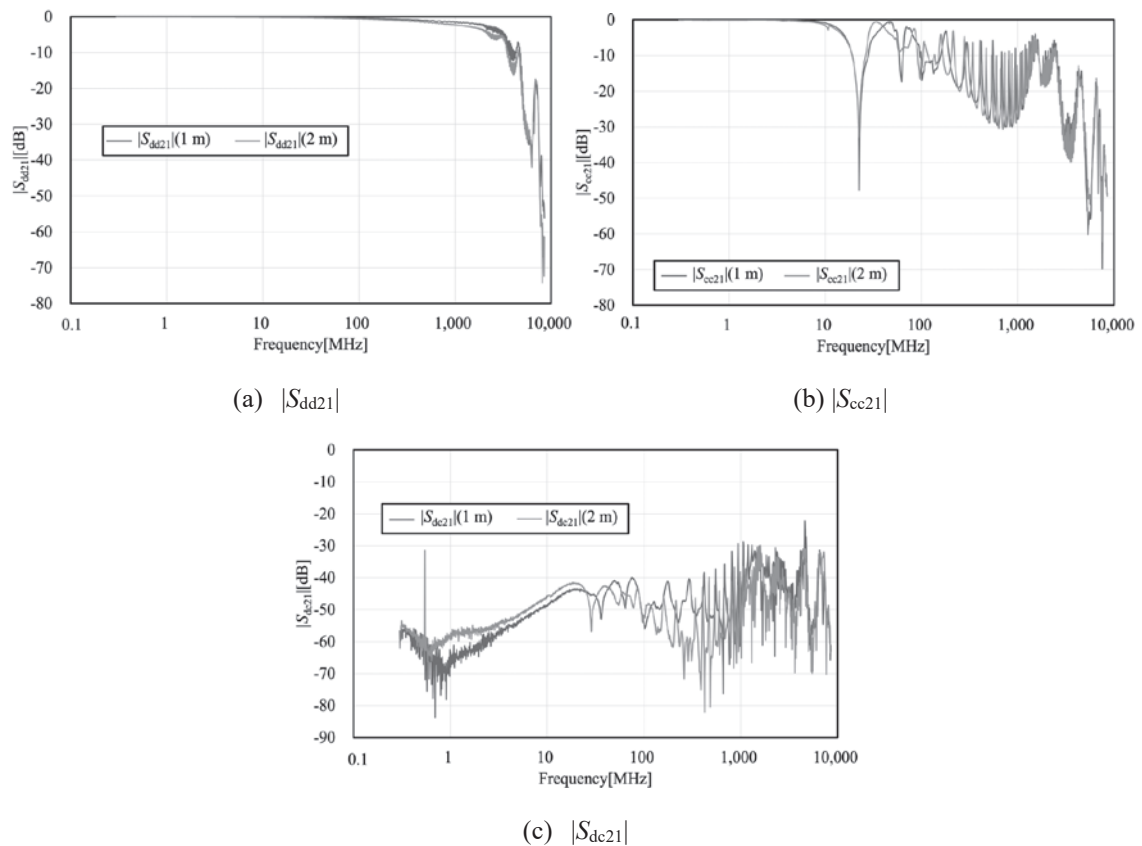 0
-10
-20
-30
-40
-50
-60
-70
-80
|Sdd21|[dB]
|Sdd21|(1 m) |Sdd21|(2 m)
0.1 1 10 100 1,000 10,000
Frequency[MHz]
(a) |Sdd21|
0
-10
-20
-30
-40
-50
-60
-70
-80
|Scc21|[dB]
|Scc21|(1 m) |Scc21|(2 m)
0.1 1 10 100 1,000 10,000
Frequency[MHz]
(b) |Scc21|
0
-10
-20
-30
-40
-50
-60
-70
-80
-90
|Sdc21|[dB]
|Sdc21|(1 m) |Sdc21|(2 m)
0.1 1 10 100 1,000 10,000
Frequency[MHz]
(c) |Sdc21|